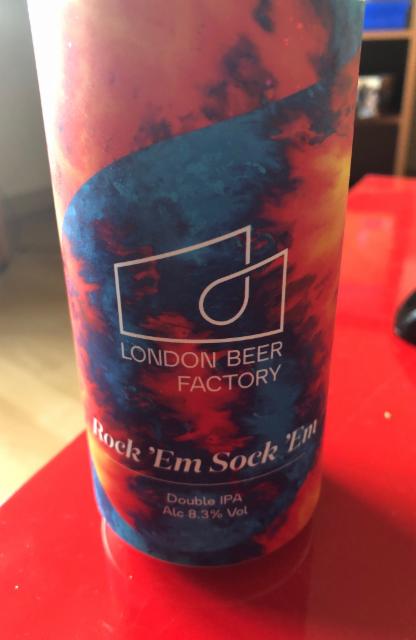 LONDON BEER
FACTORY
Rock 'Em Sock 'Em
Double IPA
Alc 8.3% Vol